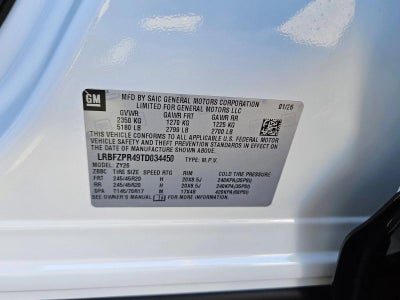 GM
MFD BY SAIC GENERAL MOTORS CORPORATION
LIMITED FOR GENERAL MOTORS LLC
01/26
GVWR GAWR FRT GAWR RR
2350 KG 1270 KG 1225 KG
5180 LB 2799 LB 2700 LB
THIS VEHICLE CONFORMS TO ALL APPLICABLE U.S. FEDERAL MOTOR
VEHICLE SAFETY AND THEFT PREVENTION STANDARDS IN EFFECT ON
THE DATE OF MANUFACTURE SHOWN ABOVE.
LRBFZPR49TD034450 TYPE: M.P.V.
ZBBC ZY26
TIRE SIZE SPEED RTG RIM COLD TIRE PRESSURE
FRT 245/45R20 H 20X8.5J 240KPA(35PSI)
RR 245/45R20 H 20X8.5J 240KPA(35PSI)
SPA T145/70R17 M 17X4B 420KPA(60PSI)
SEE OWNER'S MANUAL FOR MORE INFORMATION.